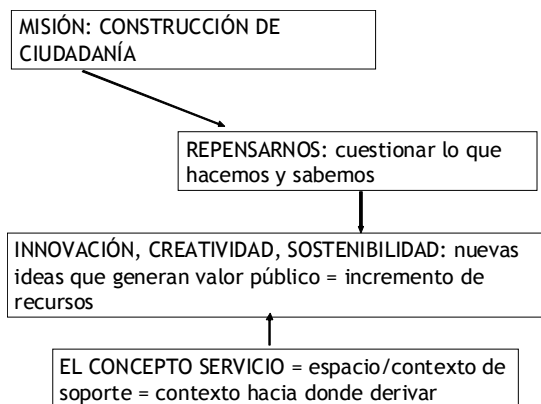 MISIÓN: CONSTRUCCIÓN DE
CIUDADANÍA
REPENSARNOS: cuestionar lo que
hacemos y sabemos
INNOVACIÓN, CREATIVIDAD, SOSTENIBILIDAD: nuevas
ideas que generan valor público = incremento de
recursos
EL CONCEPTO SERVICIO = espacio/contexto de
soporte = contexto hacia donde derivar